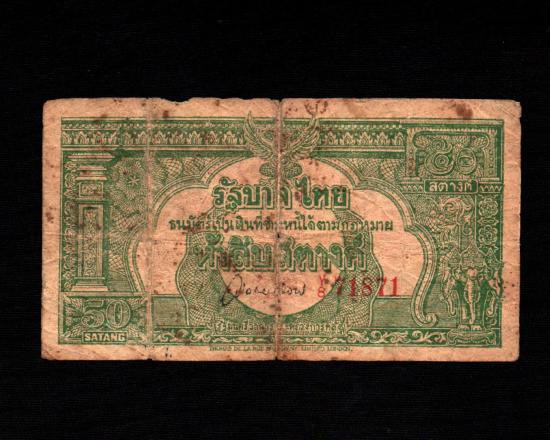 ๕๐
สตางค์
รัฐบาลไทย
ธนบัตร์เป็นเงินที่ชำระหนี้ได้ตามกฎหมาย
ห้าสิบสตางค์
71871
50
SATANG
THOMAS DE LA RUE & COMPANY, LIMITED, LONDON.